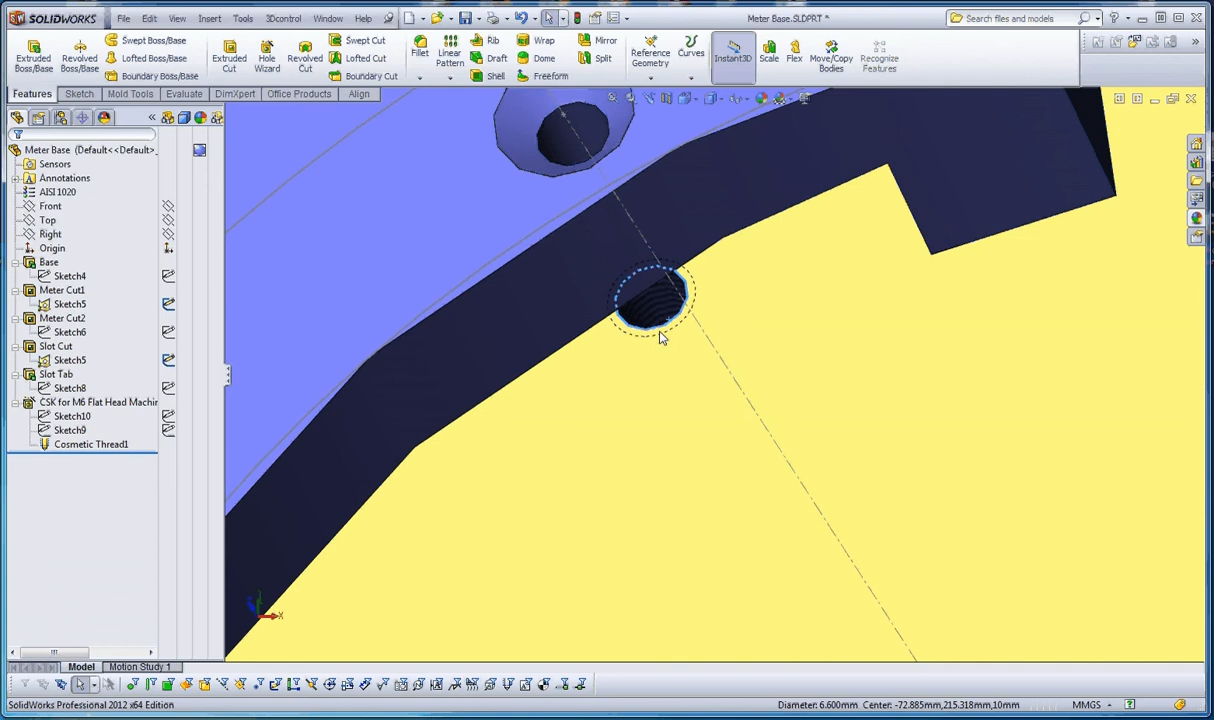 SOLIDWORKS File Edit View Insert Tools 3Dcontrol Window Help Meter Base.SLDPRT * Search files and models
Extruded Boss/Base
Revolved Boss/Base
Swept Boss/Base
Lofted Boss/Base
Boundary Boss/Base
Extruded Cut
Hole Wizard
Revolved Cut
Swept Cut
Lofted Cut
Boundary Cut
Fillet
Linear Pattern
Rib
Draft
Shell
Wrap
Dome
Freeform
Mirror
Split
Reference Geometry
Curves
Instant3D
Scale
Flex
Move/Copy Bodies
Recognize Features
Features Sketch Mold Tools Evaluate DimXpert Office Products Align
Meter Base (Default<<Default>_
Sensors
Annotations
AISI 1020
Front
Top
Right
Origin
Base
Sketch4
Meter Cut1
Sketch5
Meter Cut2
Sketch6
Slot Cut
Sketch5
Slot Tab
Sketch8
CSK for M6 Flat Head Machin
Sketch10
Sketch9
Cosmetic Thread1
X
Model Motion Study 1
SolidWorks Professional 2012 x64 Edition Diameter: 6.600mm Center: -72.885mm,215.318mm,10mm MMGS